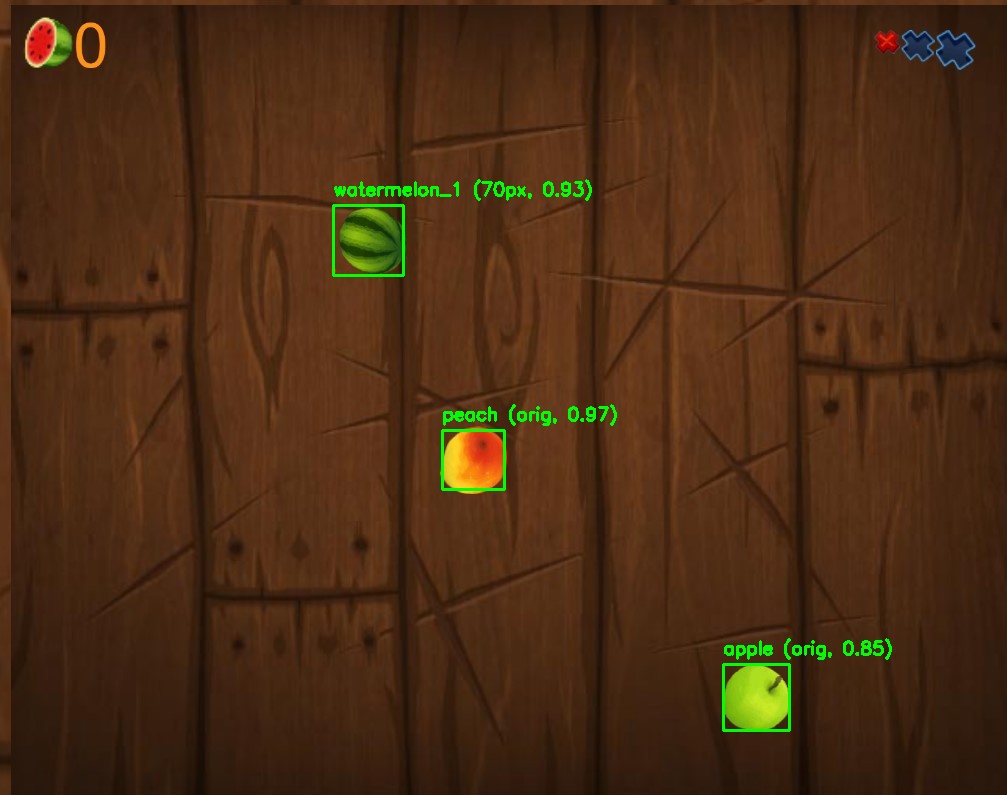 0
watermelon_1 (70px, 0.93)
peach (orig, 0.97)
apple (orig, 0.85)